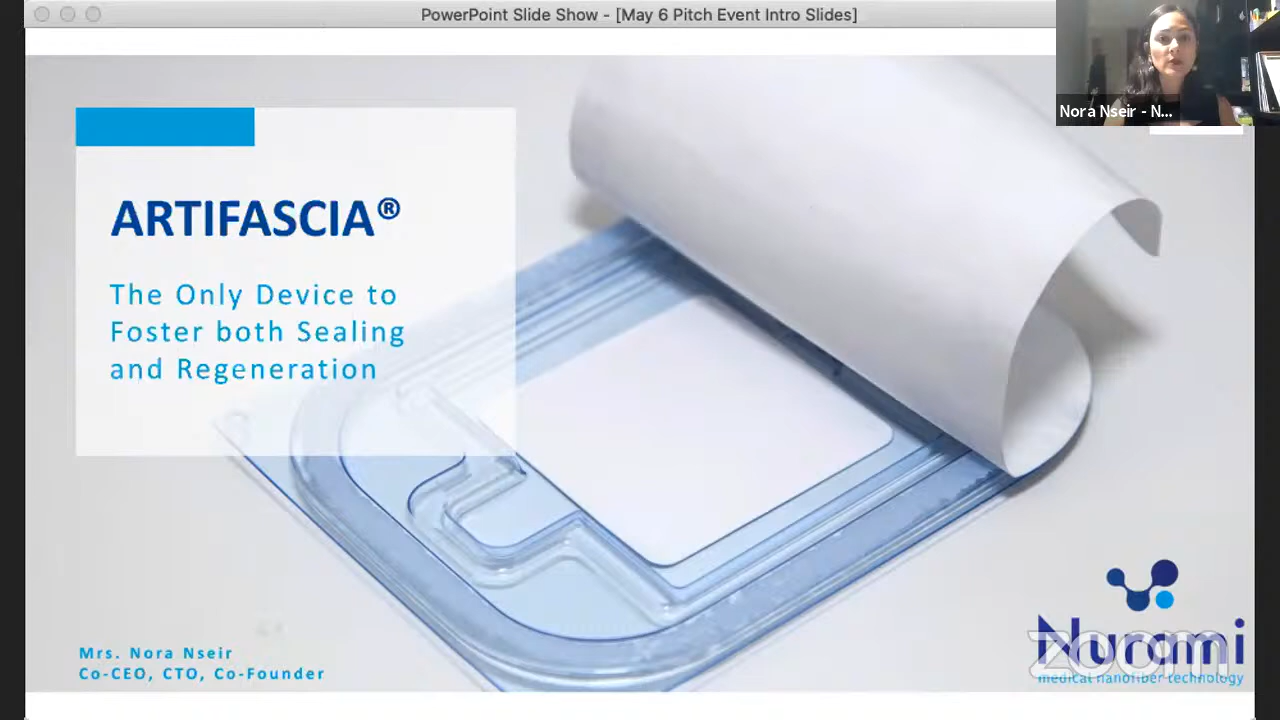 PowerPoint Slide Show - [May 6 Pitch Event Intro Slides]
Nora Nseir - N...
ARTIFASCIA®
The Only Device to
Foster both Sealing
and Regeneration
Mrs. Nora Nseir
Co-CEO, CTO, Co-Founder
Nurami
zoom
medical nanofiber technology